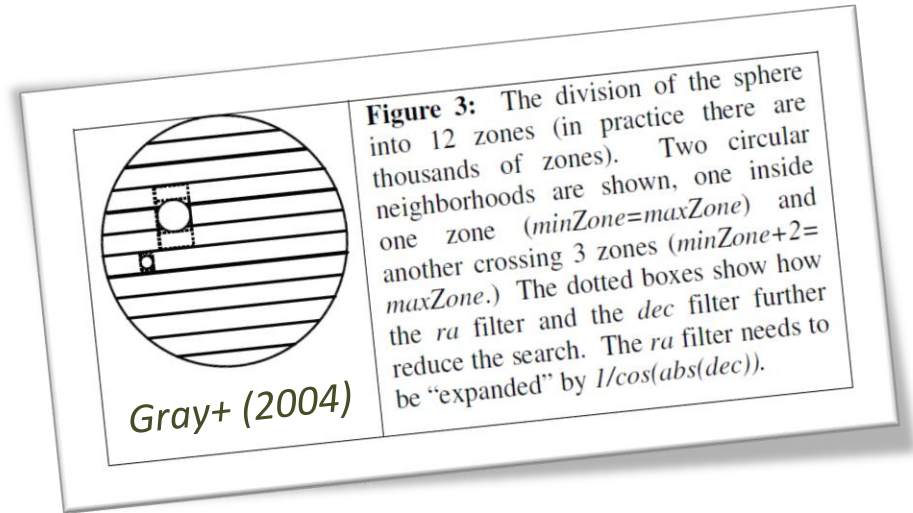 Figure 3: The division of the sphere
into 12 zones (in practice there are
thousands of zones). Two circular
neighborhoods are shown, one inside
one zone (minZone=maxZone) and
another crossing 3 zones (minZone+2=
maxZone.) The dotted boxes show how
the ra filter and the dec filter further
reduce the search. The ra filter needs to
be “expanded” by 1/cos(abs(dec)).
Gray+ (2004)